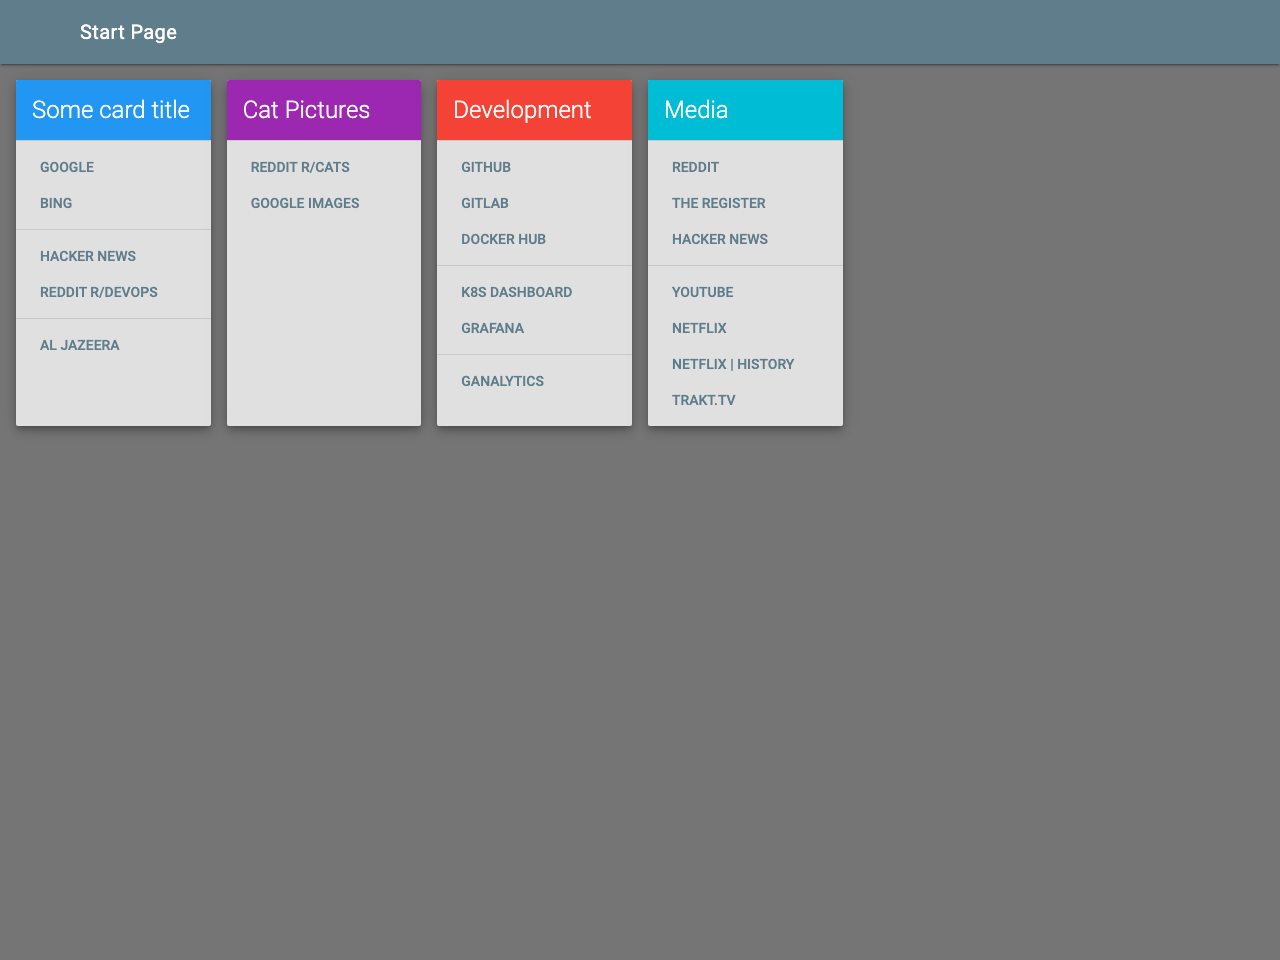 Start Page
Some card title
GOOGLE
BING
HACKER NEWS
REDDIT R/DEVOPS
AL JAZEERA
Cat Pictures
REDDIT R/CATS
GOOGLE IMAGES
Development
GITHUB
GITLAB
DOCKER HUB
K8S DASHBOARD
GRAFANA
GANALYTICS
Media
REDDIT
THE REGISTER
HACKER NEWS
YOUTUBE
NETFLIX
NETFLIX | HISTORY
TRAKT.TV